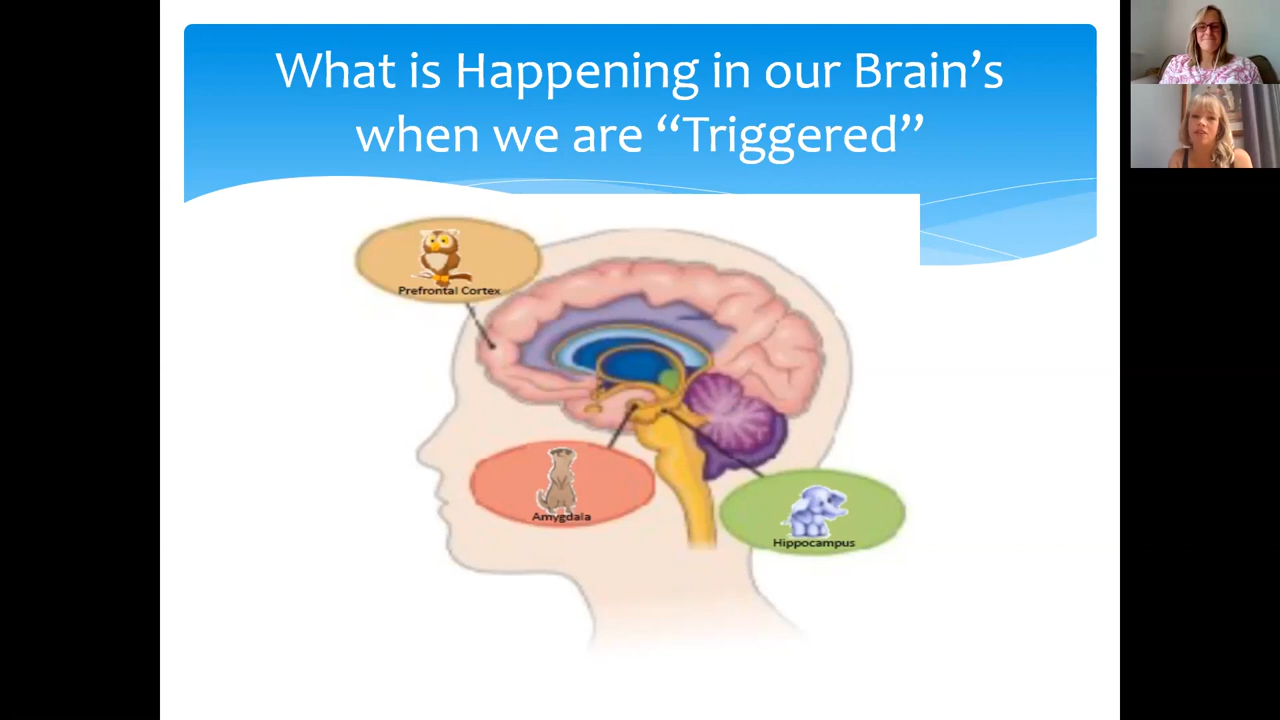 What is Happening in our Brain’s
when we are “Triggered”
Prefrontal Cortex
Amygdala
Hippocampus